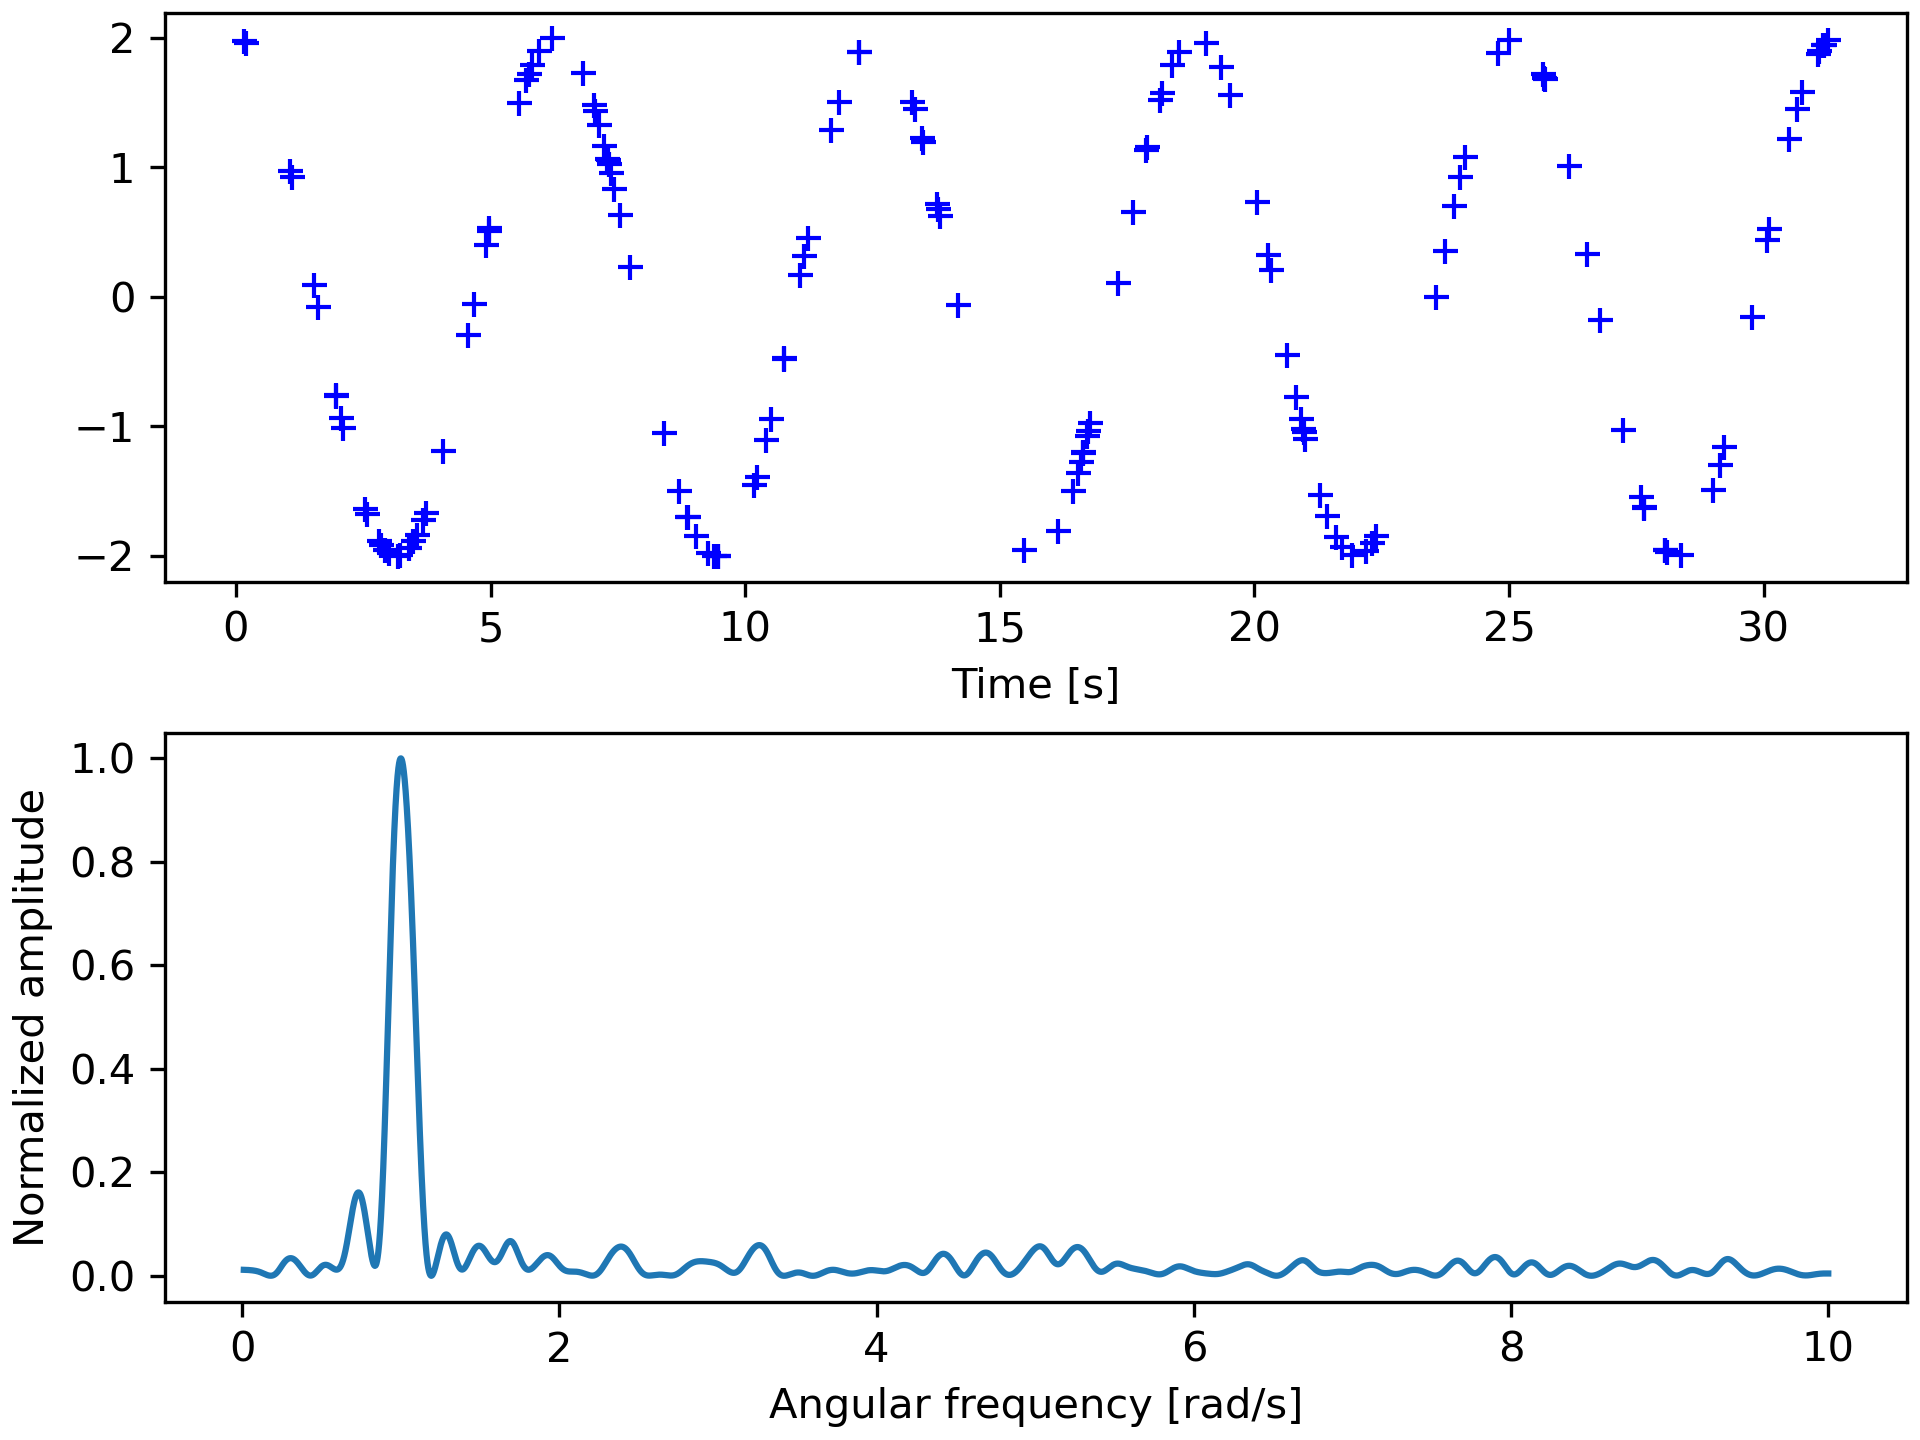 2
1
0
−1
−2
0 5 10 15 20 25 30
Time [s]
Normalized amplitude
1.0
0.8
0.6
0.4
0.2
0.0
0 2 4 6 8 10
Angular frequency [rad/s]